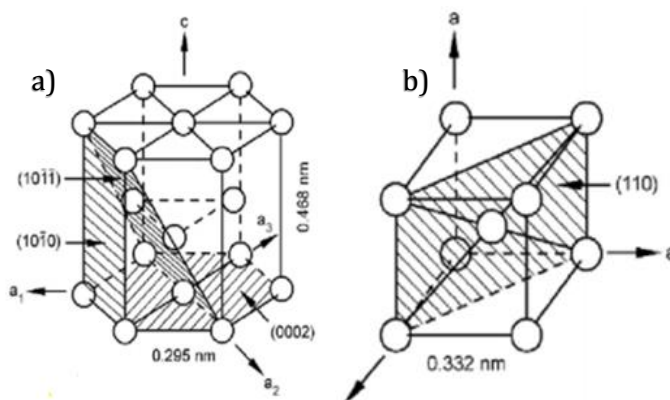 a)
c
(101̄1̄)
(101̄0)
a₁
a₃
0.468 nm
(0002)
0.295 nm
a₂
b)
a
(110)
a
0.332 nm